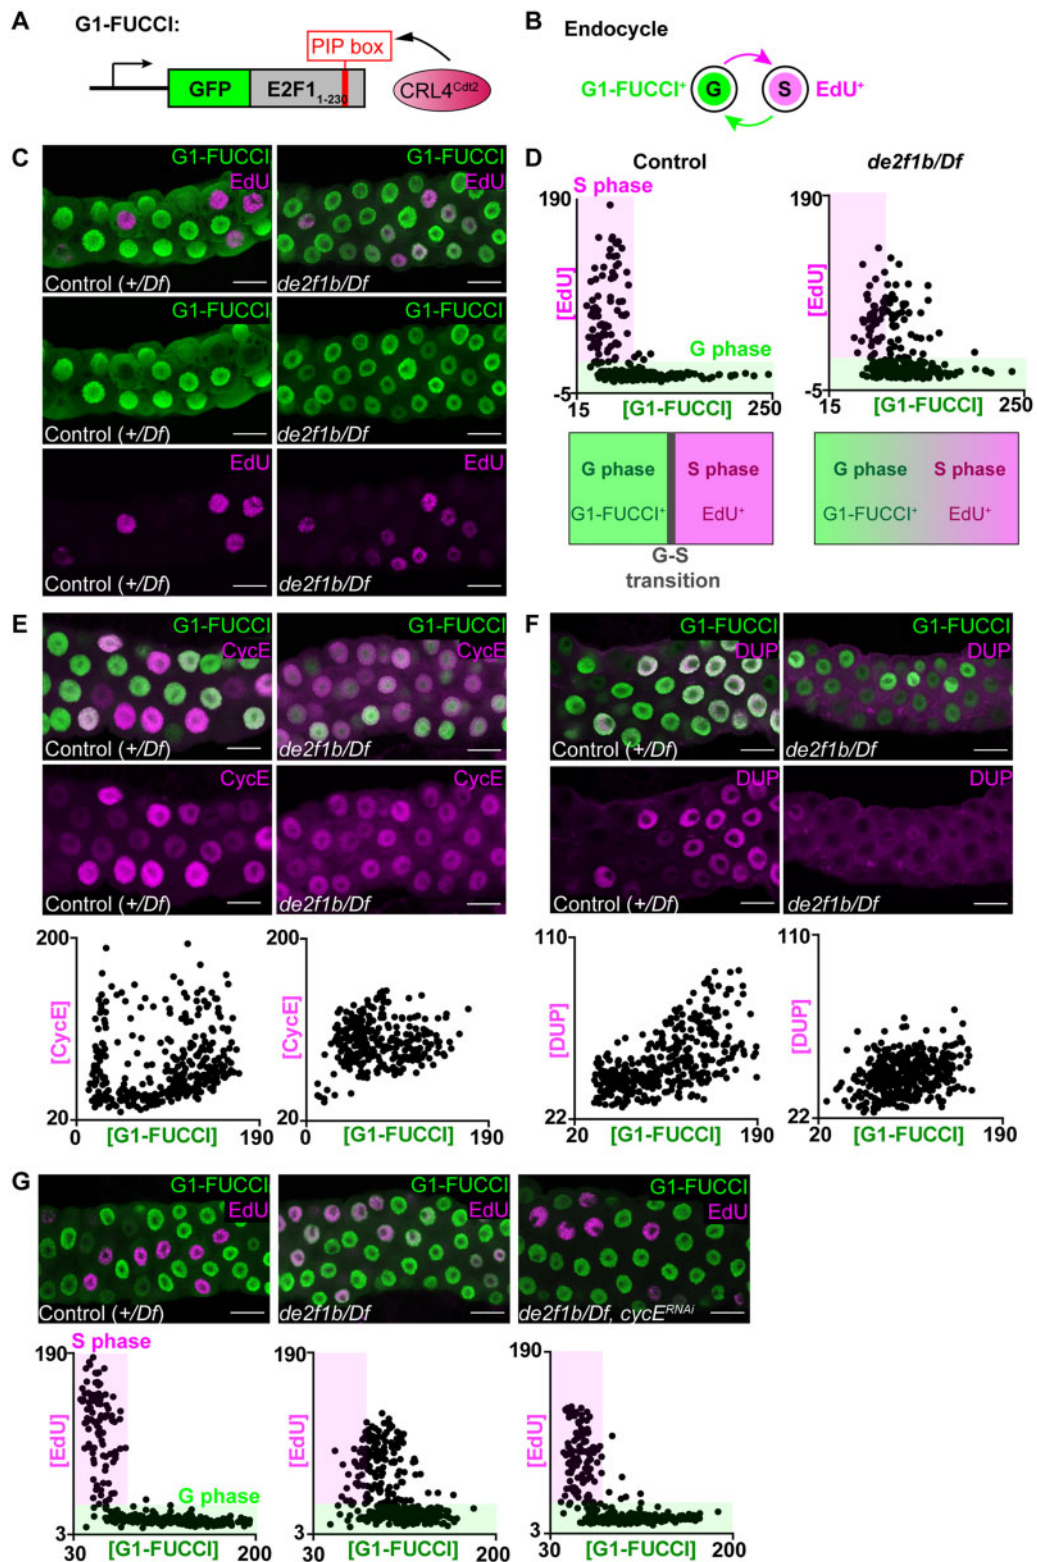 A
G1-FUCCI:
PIP box
GFP
E2F1 1-230
CRL4Cdt2
B
Endocycle
G1-FUCCI+
G
S
EdU+
C
G1-FUCCI
EdU
Control (+/Df)
G1-FUCCI
EdU
de2f1b/Df
G1-FUCCI
Control (+/Df)
G1-FUCCI
de2f1b/Df
EdU
Control (+/Df)
EdU
de2f1b/Df
D
Control
de2f1b/Df
S phase
190
[EdU]
G phase
-5
15
[G1-FUCCI]
250
190
[EdU]
-5
15
[G1-FUCCI]
250
G phase
S phase
G1-FUCCI+
EdU+
G-S
transition
G phase
S phase
G1-FUCCI+
EdU+
E
G1-FUCCI
CycE
Control (+/Df)
G1-FUCCI
CycE
de2f1b/Df
CycE
Control (+/Df)
CycE
de2f1b/Df
200
[CycE]
20
0
[G1-FUCCI]
190
200
[CycE]
20
0
[G1-FUCCI]
190
F
G1-FUCCI
DUP
Control (+/Df)
G1-FUCCI
DUP
de2f1b/Df
DUP
Control (+/Df)
DUP
de2f1b/Df
110
[DUP]
22
20
[G1-FUCCI]
190
110
[DUP]
22
20
[G1-FUCCI]
190
G
G1-FUCCI
EdU
Control (+/Df)
G1-FUCCI
EdU
de2f1b/Df
G1-FUCCI
EdU
de2f1b/Df, cycERNAi
S phase
190
[EdU]
G phase
3
30
[G1-FUCCI]
200
190
[EdU]
3
30
[G1-FUCCI]
200
190
[EdU]
3
30
[G1-FUCCI]
200